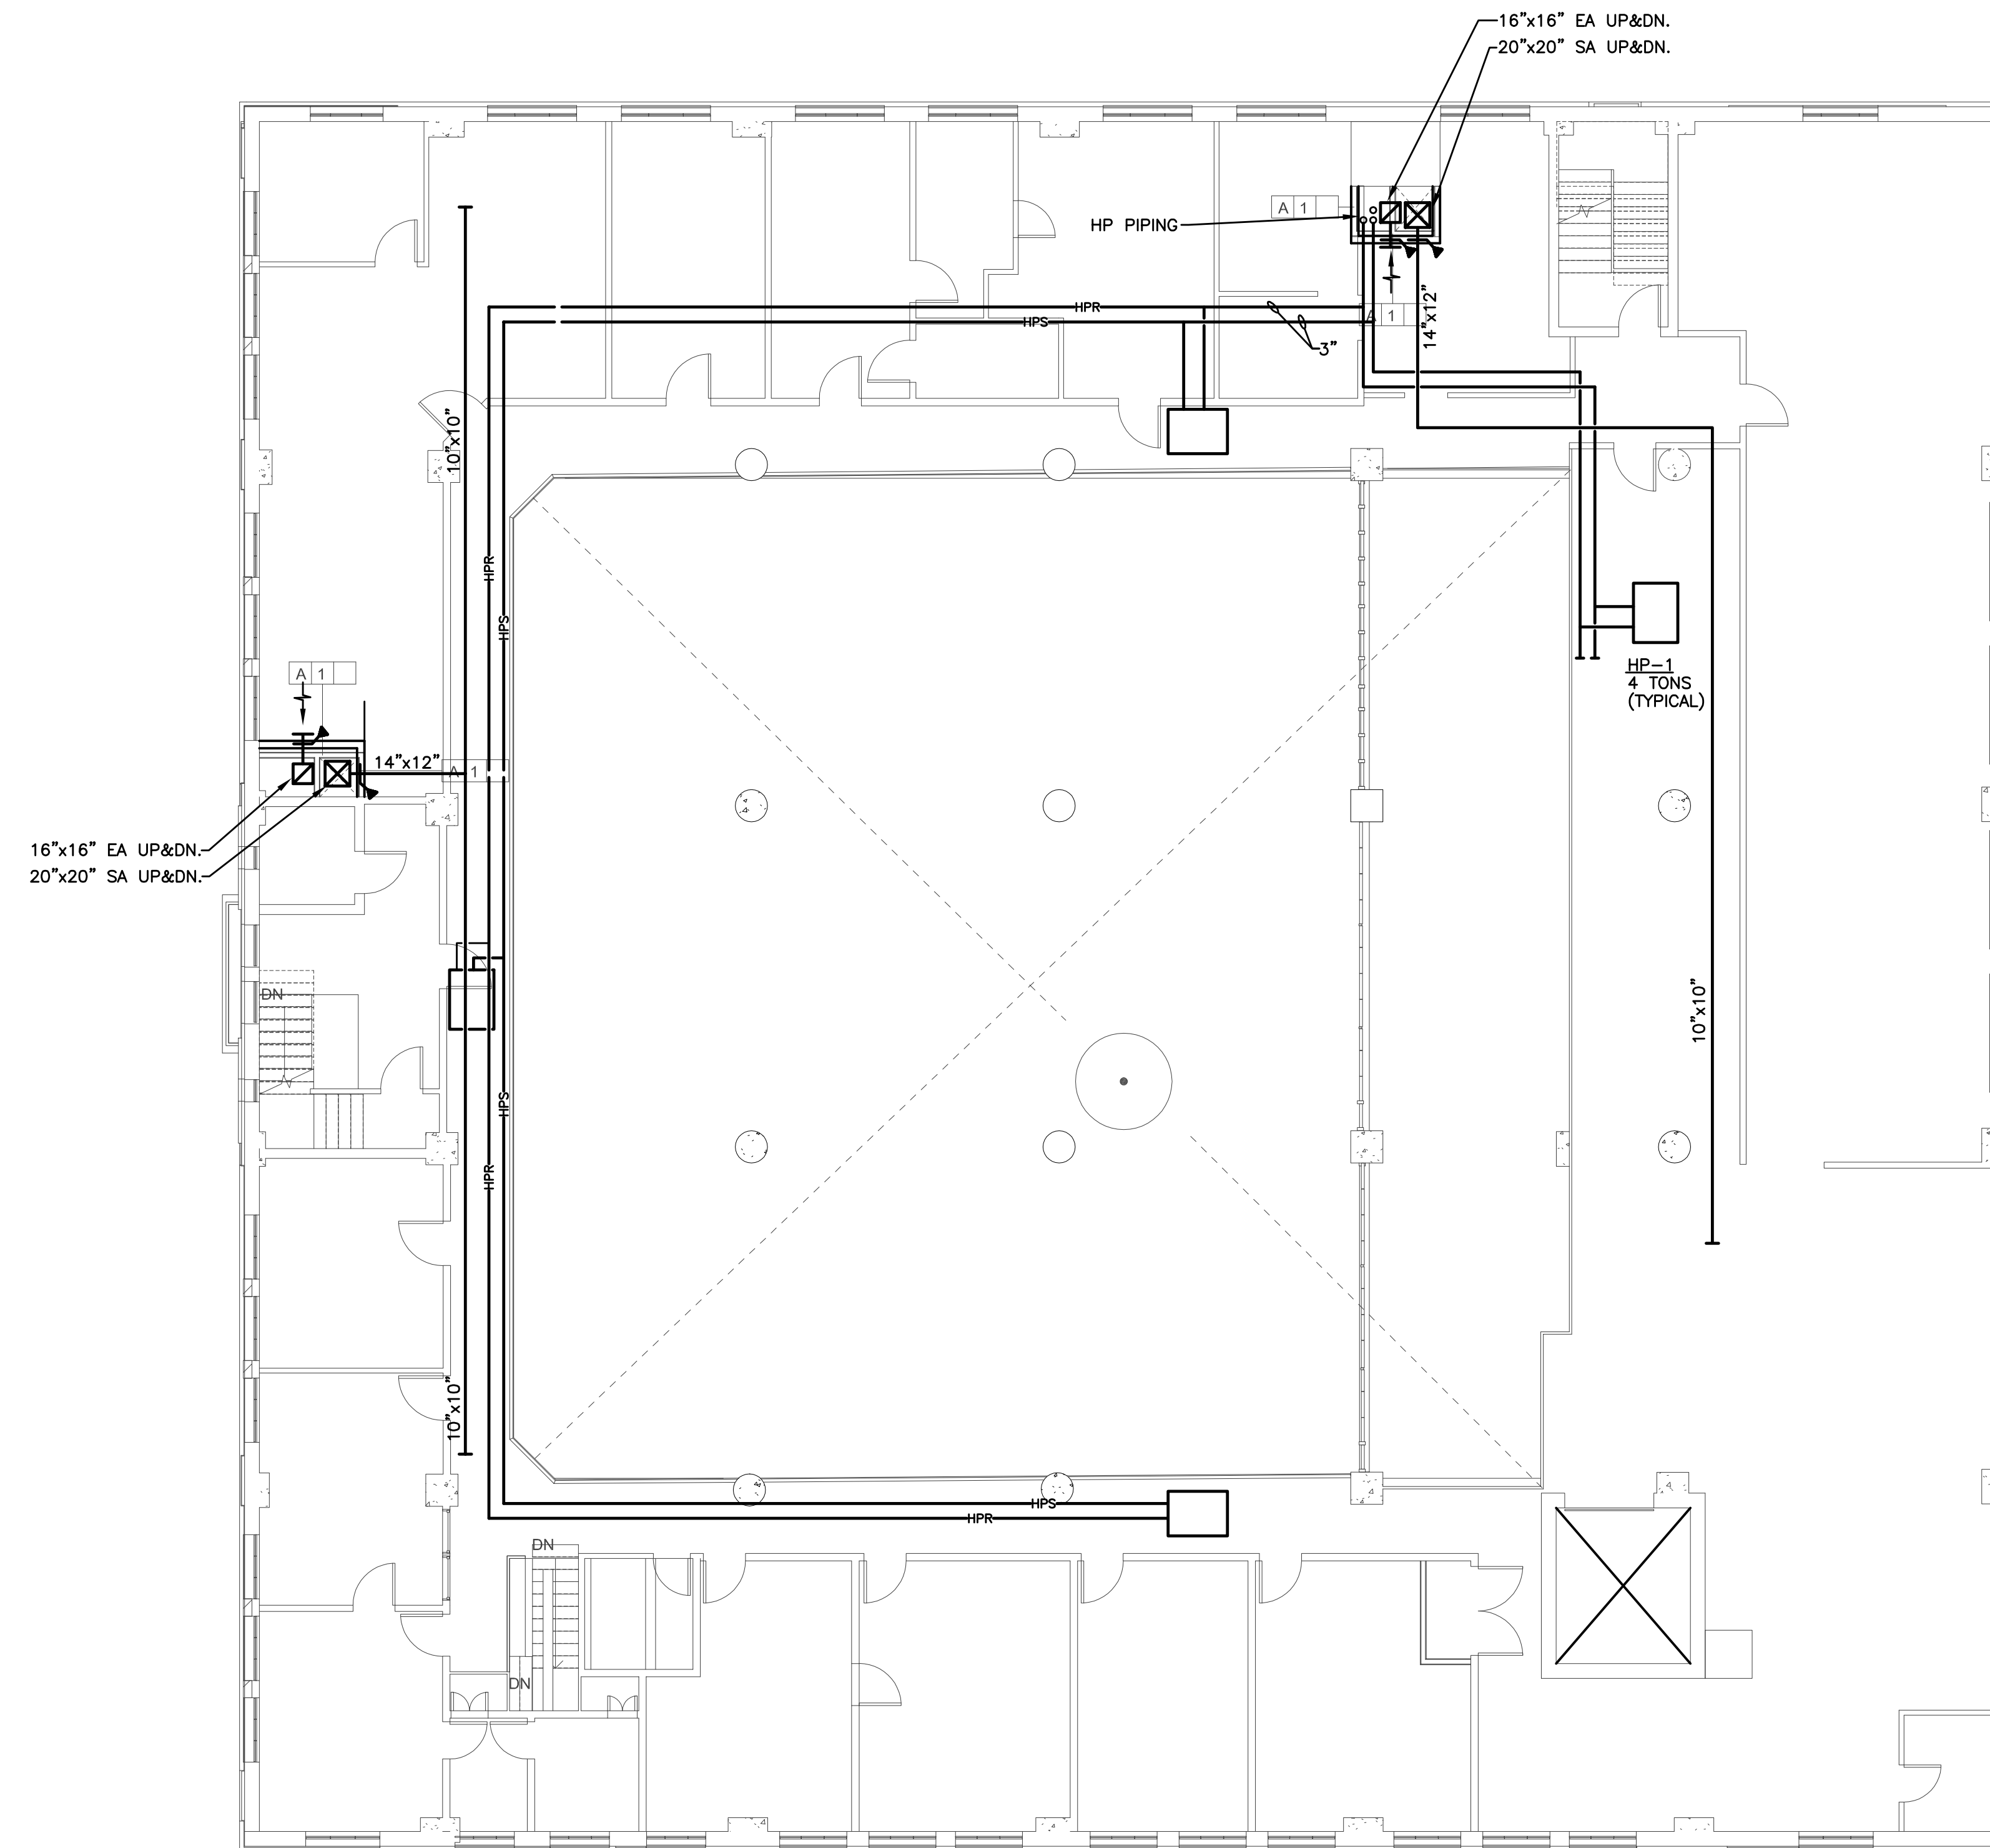 16”x16” EA UP&DN.
20”x20” SA UP&DN.
A 1
HP PIPING
HPR
HPS
A 1
14”x12”
3”
10”x10”
HPR
HPS
A 1
HP-1
4 TONS
(TYPICAL)
14”x12”
A 1
16”x16” EA UP&DN.
20”x20” SA UP&DN.
DN
10”x10”
HPS
HPR
10”x10”
HPS
HPR
DN
DN